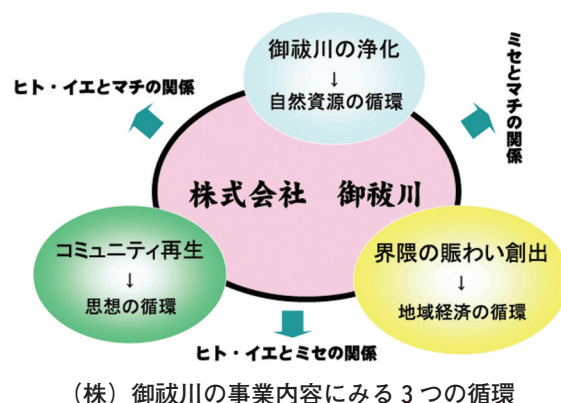 御祓川の浄化
↓
自然資源の循環
ヒト・イエとマチの関係
ミセとマチの関係
株式会社 御祓川
コミュニティ再生
↓
思想の循環
界隈の賑わい創出
↓
地域経済の循環
ヒト・イエとミセの関係
（株）御祓川の事業内容にみる３つの循環